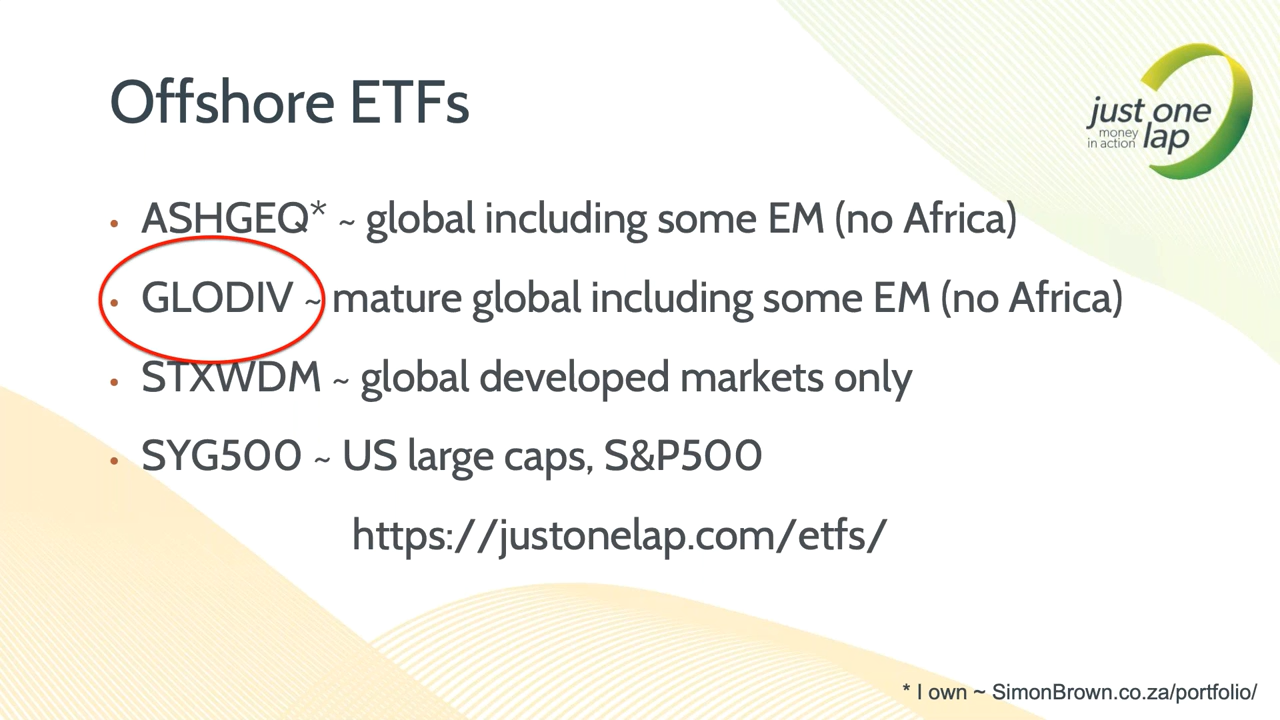 Offshore ETFs
just one
money
in action lap
• ASHGEQ* ~ global including some EM (no Africa)
• GLODIV ~ mature global including some EM (no Africa)
• STXWDM ~ global developed markets only
• SYG500 ~ US large caps, S&P500
https://justonelap.com/etfs/
* I own ~ SimonBrown.co.za/portfolio/